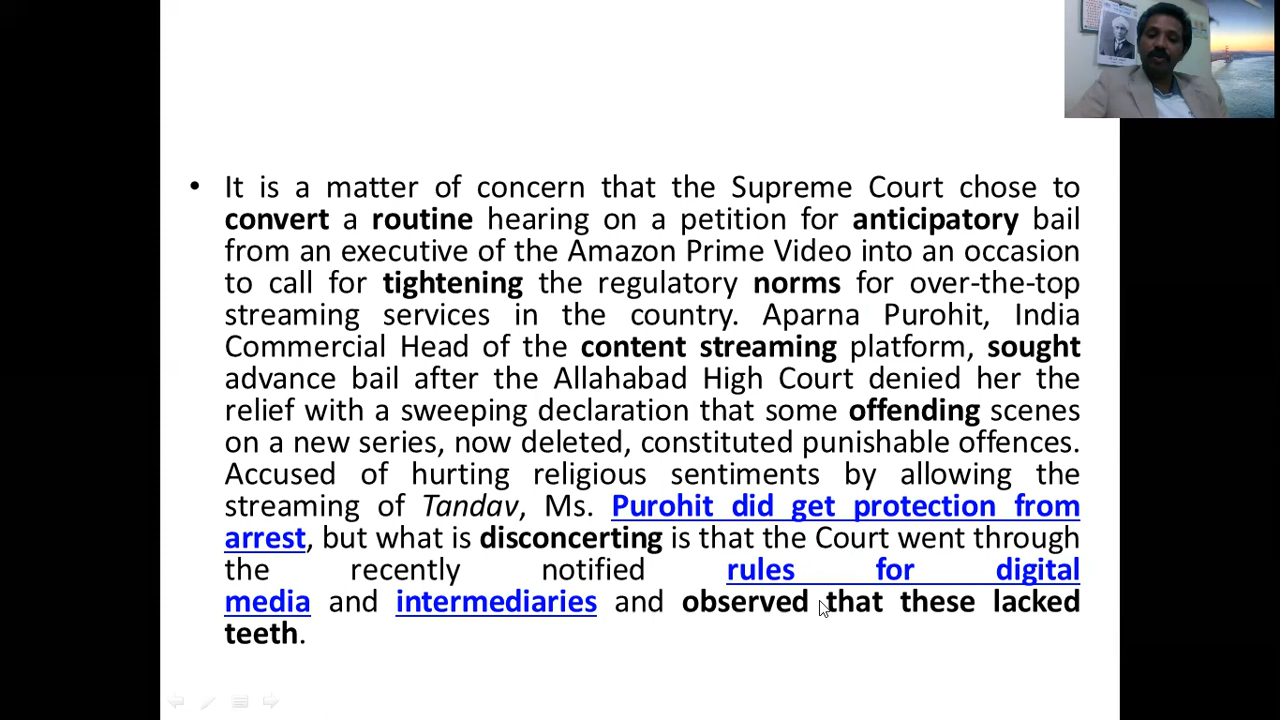 • It is a matter of concern that the Supreme Court chose to
convert a routine hearing on a petition for anticipatory bail
from an executive of the Amazon Prime Video into an occasion
to call for tightening the regulatory norms for over-the-top
streaming services in the country. Aparna Purohit, India
Commercial Head of the content streaming platform, sought
advance bail after the Allahabad High Court denied her the
relief with a sweeping declaration that some offending scenes
on a new series, now deleted, constituted punishable offences.
Accused of hurting religious sentiments by allowing the
streaming of Tandav, Ms. Purohit did get protection from
arrest, but what is disconcerting is that the Court went through
the recently notified rules for digital
media and intermediaries and observed that these lacked
teeth.